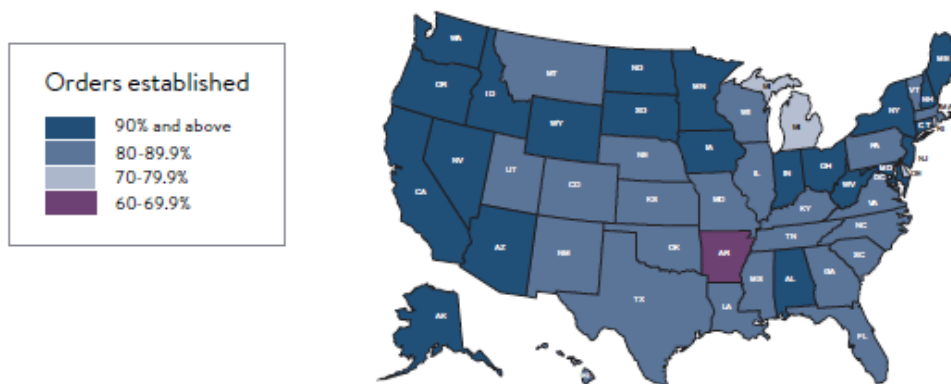 Orders established
90% and above
80-89.9%
70-79.9%
60-69.9%
WA
OR
ID
MT
ND
MN
WI
MI
MI
SD
WY
NV
CA
UT
CO
NE
IA
IL
IN
OH
PA
NY
VT
NH
CT
NJ
MD
DC
WV
VA
KY
KS
MO
AZ
NM
OK
AR
TN
NC
SC
TX
LA
MS
AL
GA
FL
AK